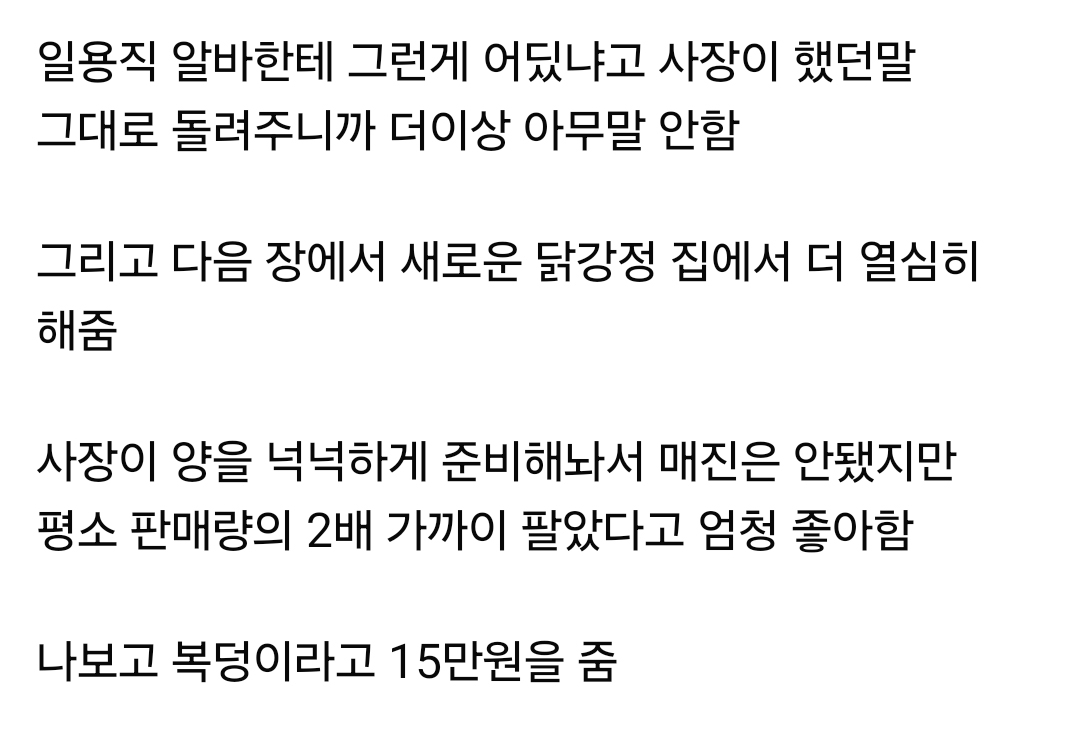 일용직 알바한테 그런게 어딨냐고 사장이 했던말
그대로 돌려주니까 더이상 아무말 안함
그리고 다음 장에서 새로운 닭강정 집에서 더 열심히
해줌
사장이 양을 넉넉하게 준비해놔서 매진은 안됐지만
평소 판매량의 2배 가까이 팔았다고 엄청 좋아함
나보고 복덩이라고 15만원을 줌